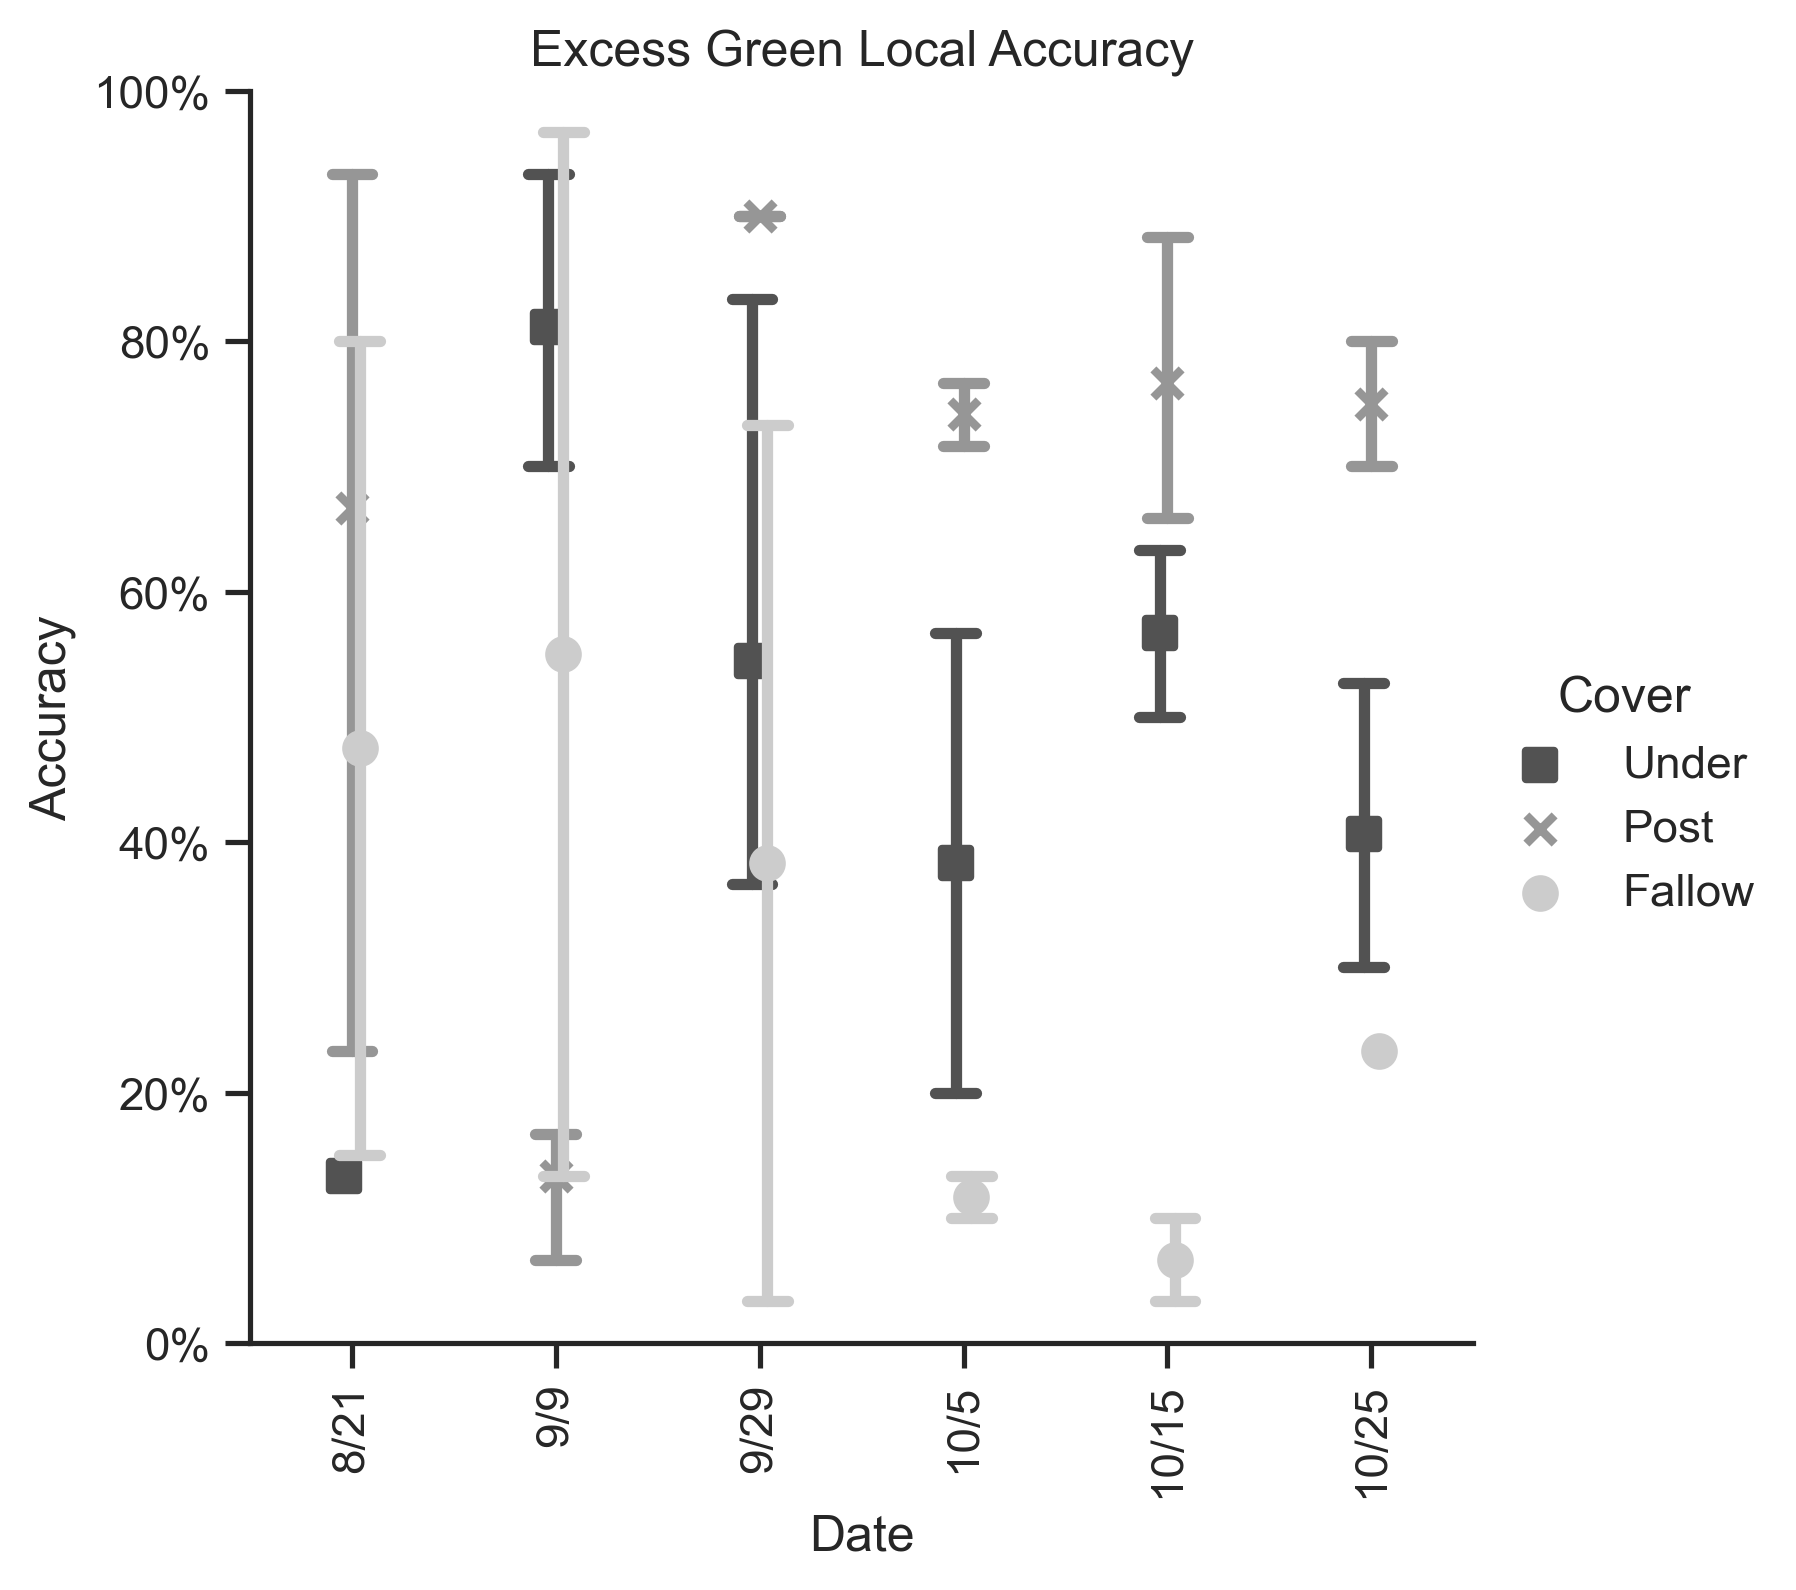 Excess Green Local Accuracy
100%
80%
60%
40%
20%
0%
Accuracy
8/21
9/9
9/29
10/5
10/15
10/25
Date
Cover
Under
Post
Fallow